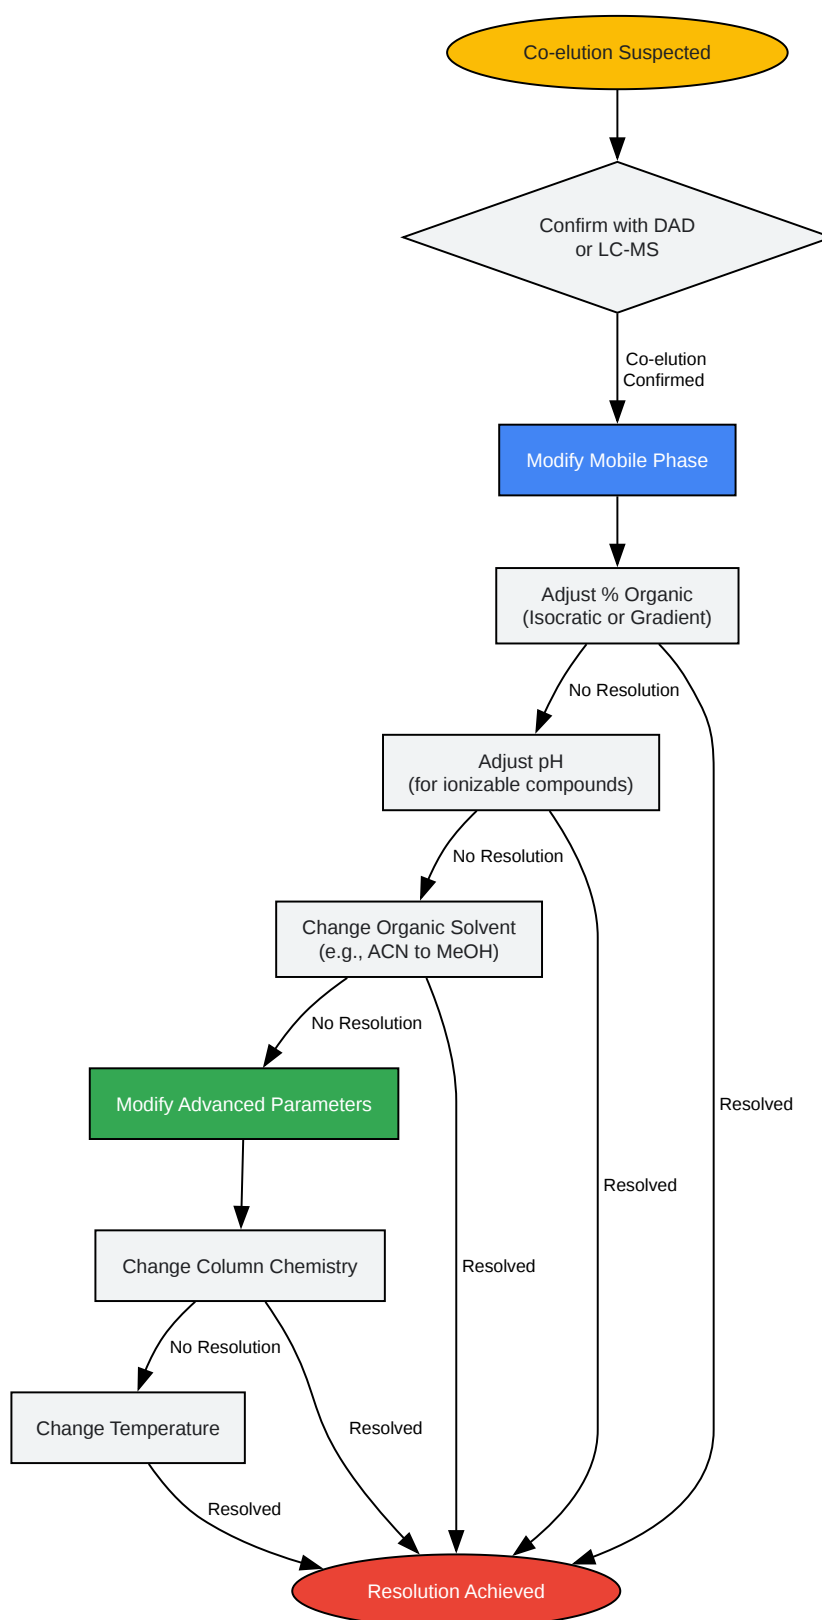 Co-elution Suspected
Confirm with DAD
or LC-MS
Co-elution
Confirmed
Modify Mobile Phase
Adjust % Organic
(Isocratic or Gradient)
No Resolution
Adjust pH
(for ionizable compounds)
No Resolution
Change Organic Solvent
(e.g., ACN to MeOH)
No Resolution
Modify Advanced Parameters
Resolved
Resolved
Change Column Chemistry
Resolved
No Resolution
Change Temperature
Resolved
Resolved
Resolution Achieved